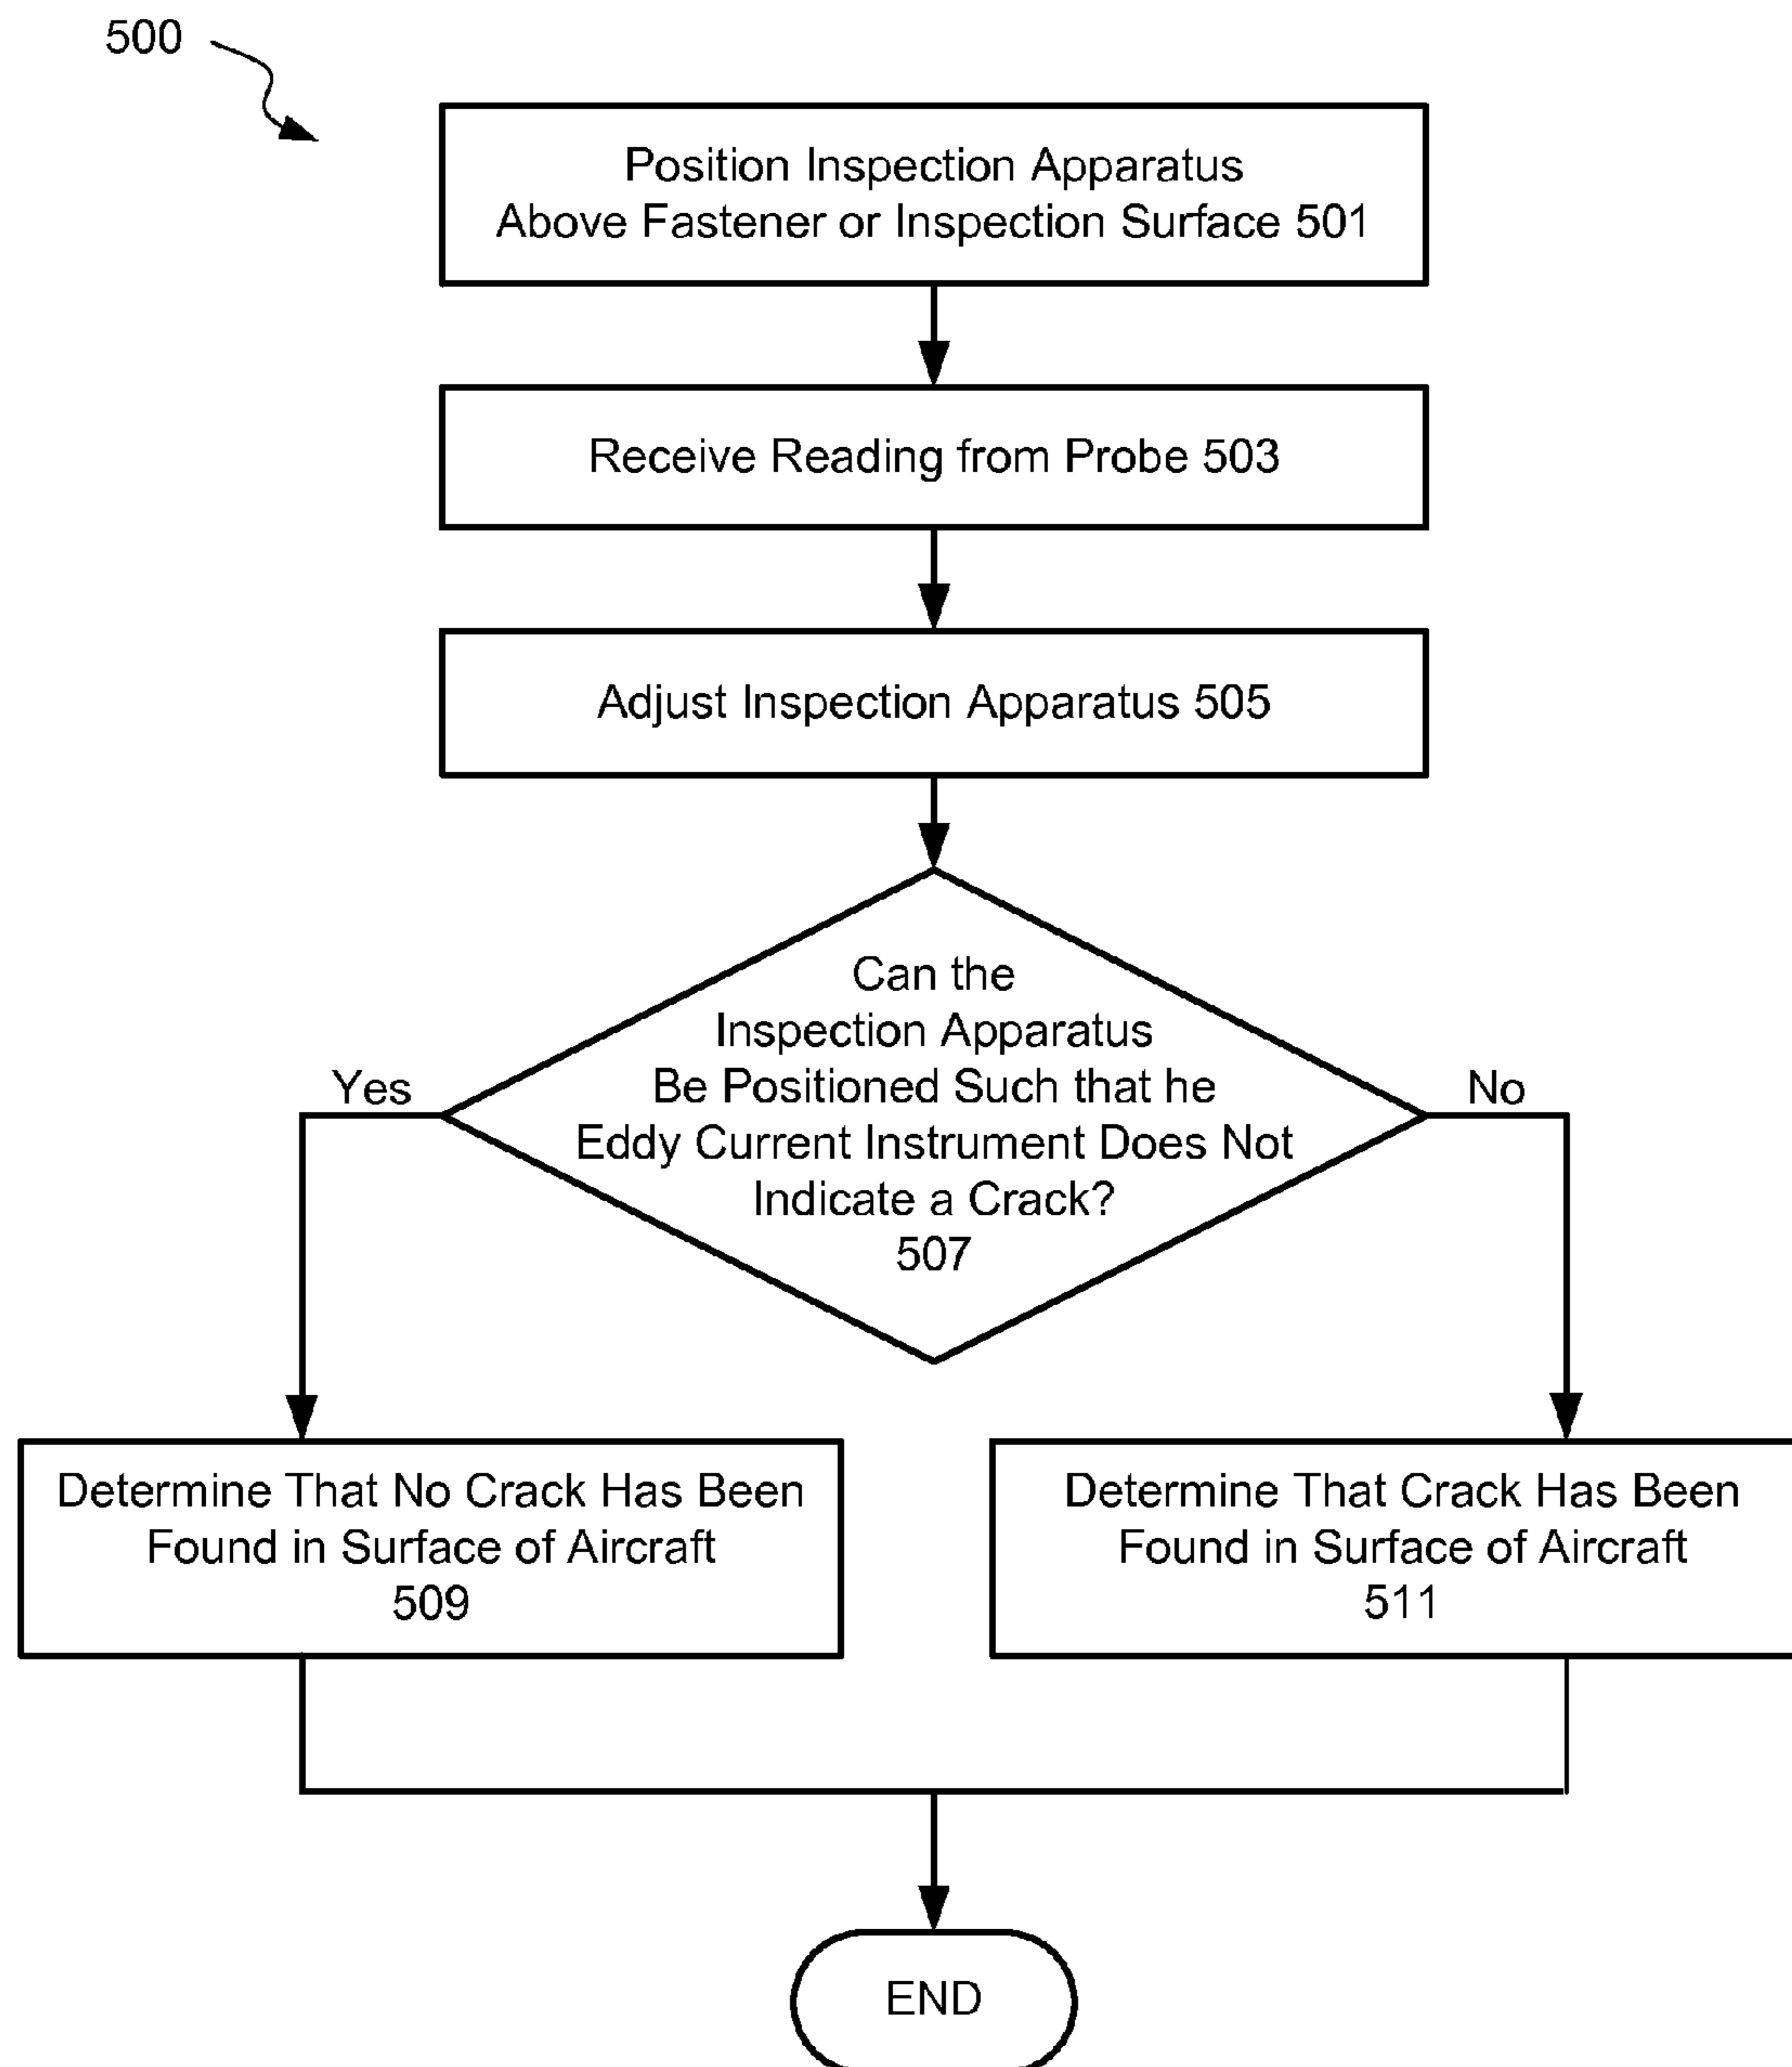 500
Position Inspection Apparatus
Above Fastener or Inspection Surface 501
Receive Reading from Probe 503
Adjust Inspection Apparatus 505
Can the
Inspection Apparatus
Be Positioned Such that he
Eddy Current Instrument Does Not
Indicate a Crack?
507
Yes
No
Determine That No Crack Has Been
Found in Surface of Aircraft
509
Determine That Crack Has Been
Found in Surface of Aircraft
511
END